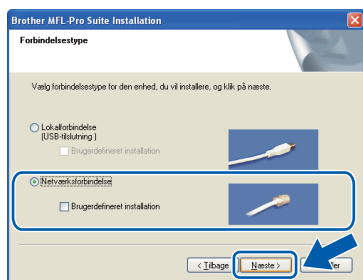 Brother MFL-Pro Suite Installation
Forbindelsestype
Vælg forbindelsestype for den enhed, du vil installere, og klik på næste.
Lokalforbindelse
(USB-tilslutning )
Brugerdefineret installation
Netværksforbindelse
Brugerdefineret installation
< Tilbage
Næste >